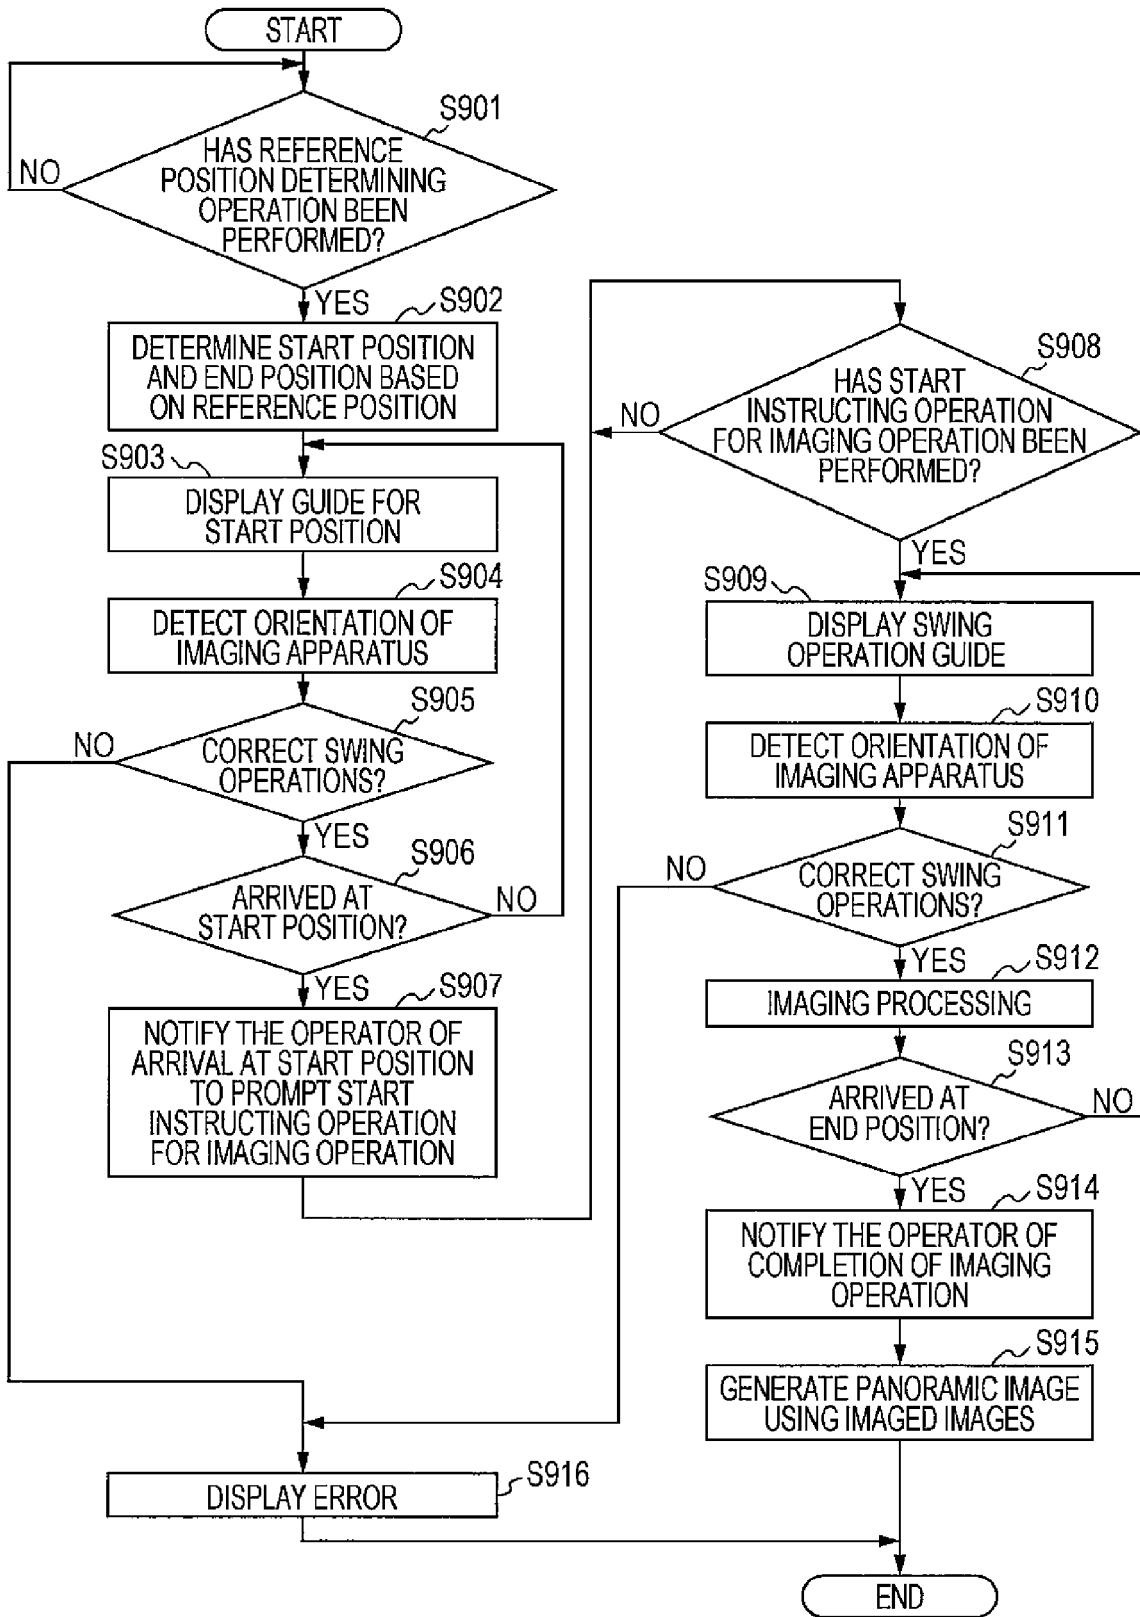 START
S901
HAS REFERENCE
POSITION DETERMINING
OPERATION BEEN
PERFORMED?
NO
YES
S902
DETERMINE START POSITION
AND END POSITION BASED
ON REFERENCE POSITION
S903
DISPLAY GUIDE FOR
START POSITION
S904
DETECT ORIENTATION OF
IMAGING APPARATUS
S905
NO
CORRECT SWING
OPERATIONS?
YES
S906
ARRIVED AT
START POSITION?
NO
YES
S907
NOTIFY THE OPERATOR OF
ARRIVAL AT START POSITION
TO PROMPT START
INSTRUCTING OPERATION
FOR IMAGING OPERATION
S908
HAS START
INSTRUCTING OPERATION
FOR IMAGING OPERATION BEEN
PERFORMED?
NO
YES
S909
DISPLAY SWING
OPERATION GUIDE
S910
DETECT ORIENTATION OF
IMAGING APPARATUS
S911
NO
CORRECT SWING
OPERATIONS?
YES
S912
IMAGING PROCESSING
S913
ARRIVED AT
END POSITION?
NO
YES
S914
NOTIFY THE OPERATOR OF
COMPLETION OF IMAGING
OPERATION
S915
GENERATE PANORAMIC IMAGE
USING IMAGED IMAGES
S916
DISPLAY ERROR
END